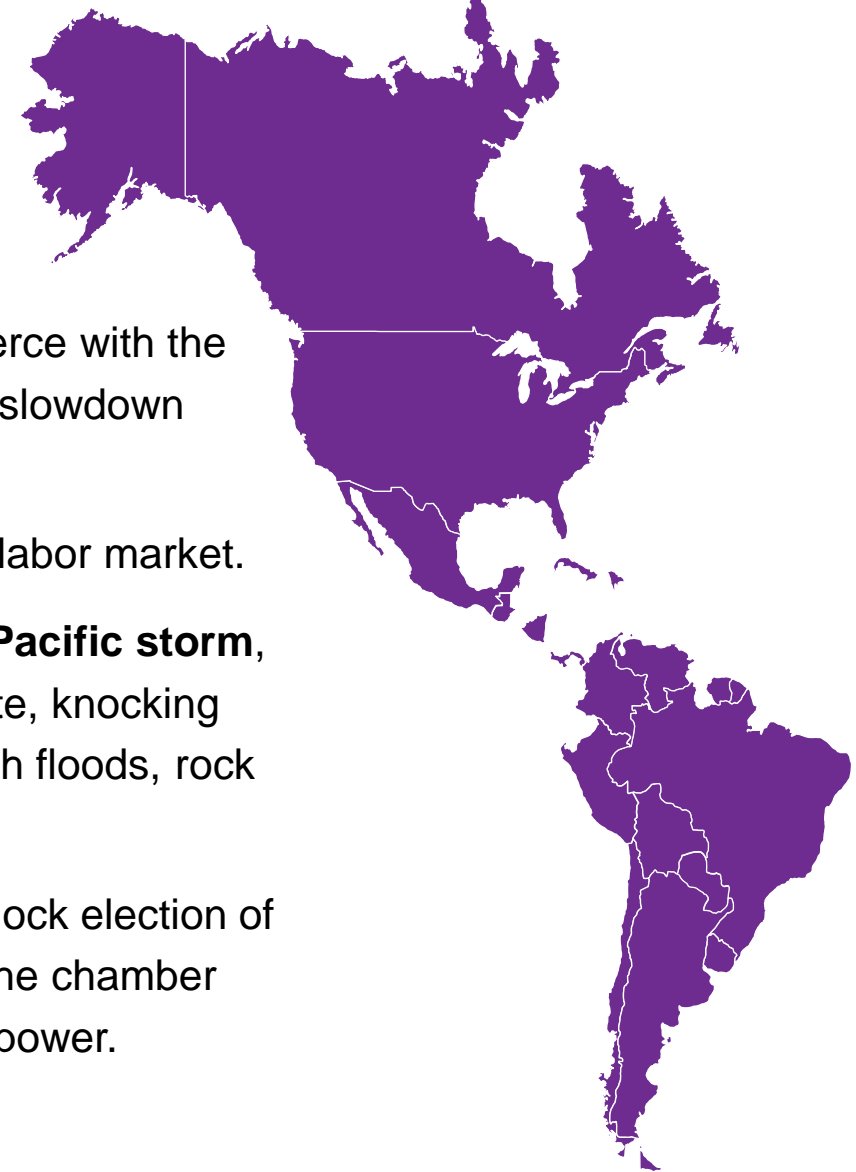 erce with the
slowdown
labor market.
Pacific storm,
te, knocking
h floods, rock
ock election of
he chamber
power.